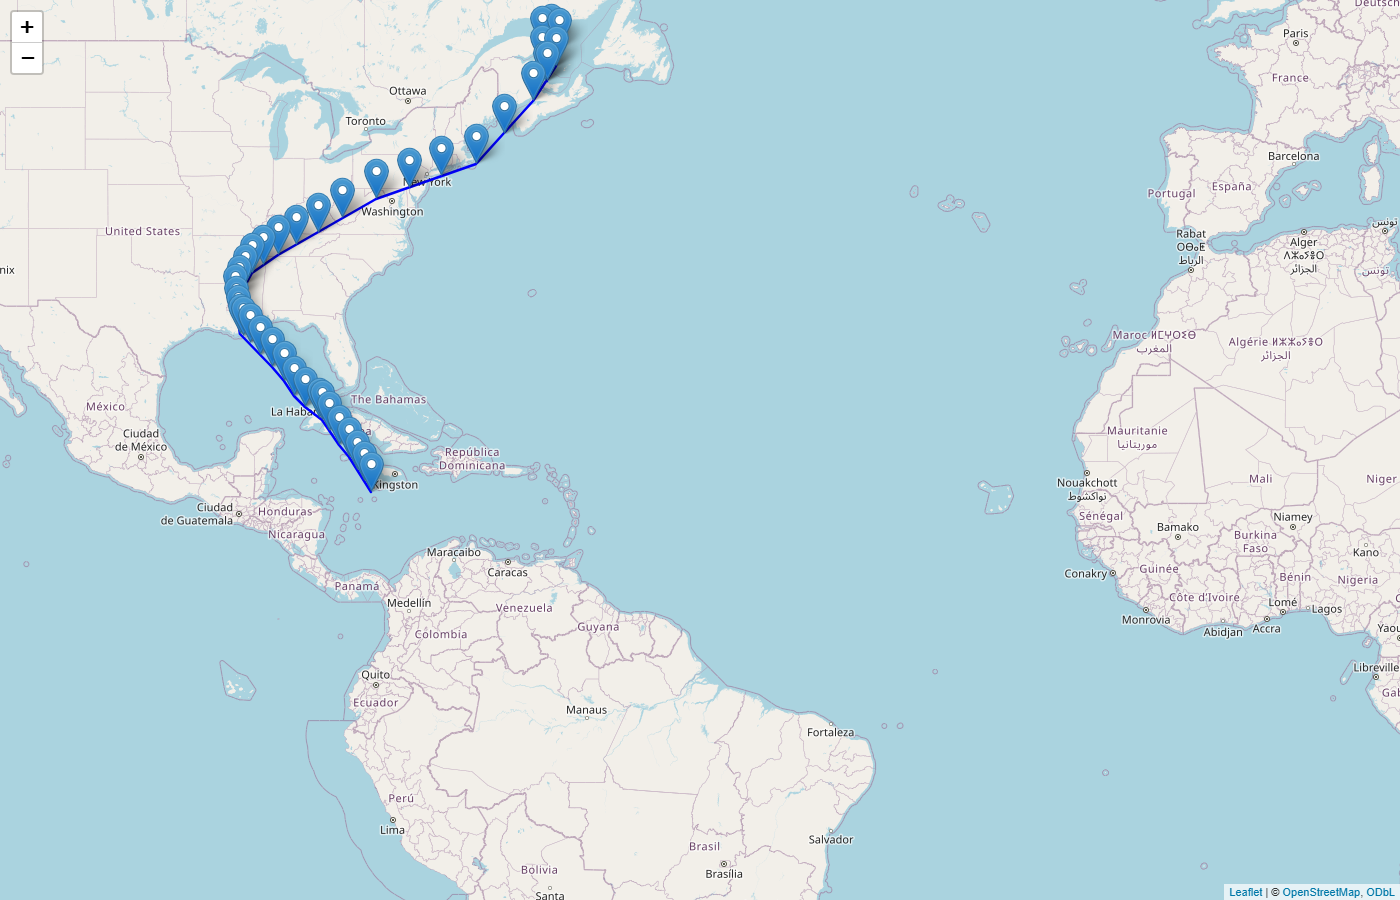 +
−
Deutsch
Paris
France
Ottawa
Toronto
Barcelona
New York
Portugal
España
Washington
United States
Rabat
ⵔⴱⴰⵟ
الرباط
Alger
الجزائر
تونس
تونس
nix
Maroc ⵍⵎⵖⵔⵉⴱ
المغرب
Algérie
الجزائر
The Bahamas
México
La Haba
Ciudad
de México
República
Dominicana
Mauritanie
موريتانيا
Kingston
Mali
Niger
Nouakchott
نواكشوط
Ciudad
de Guatemala
Honduras
Nicaragua
Sénégal
Bamako
Niamey
Burkina
Faso
Maracaibo
Caracas
Kano
Conakry
Guinée
Bénin
Nigeria
Panamá
Medellín
Venezuela
Côte d'Ivoire
Lomé
Lagos
Guyana
Colombia
Monrovia
Abidjan
Accra
Yaou
Quito
Libreville
Ecuador
Gab
Manaus
Fortaleza
Perú
Lima
Salvador
Brasil
Bolivia
Brasília
Santa
Leaflet | © OpenStreetMap, ODbL